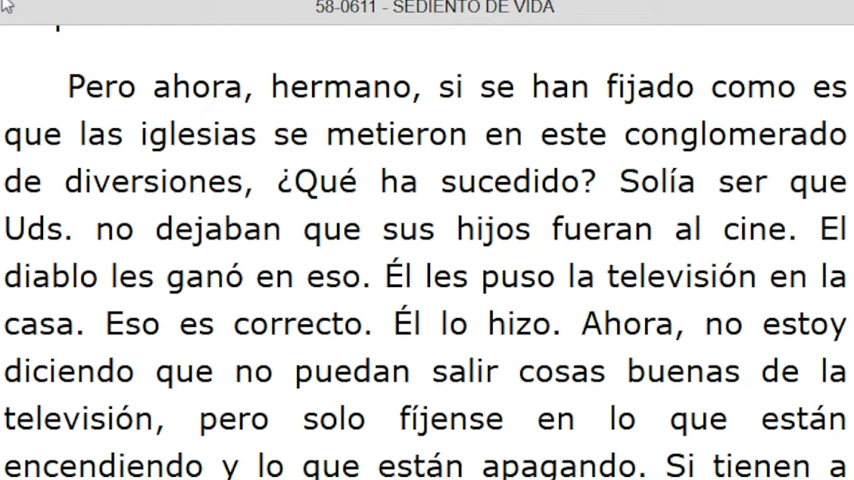 58-0611 - SEDIENTO DE VIDA
Pero ahora, hermano, si se han fijado como es
que las iglesias se metieron en este conglomerado
de diversiones, ¿Qué ha sucedido? Solía ser que
Uds. no dejaban que sus hijos fueran al cine. El
diablo les ganó en eso. Él les puso la televisión en la
casa. Eso es correcto. Él lo hizo. Ahora, no estoy
diciendo que no puedan salir cosas buenas de la
televisión, pero solo fíjense en lo que están
encendiendo y lo que están apagando. Si tienen a